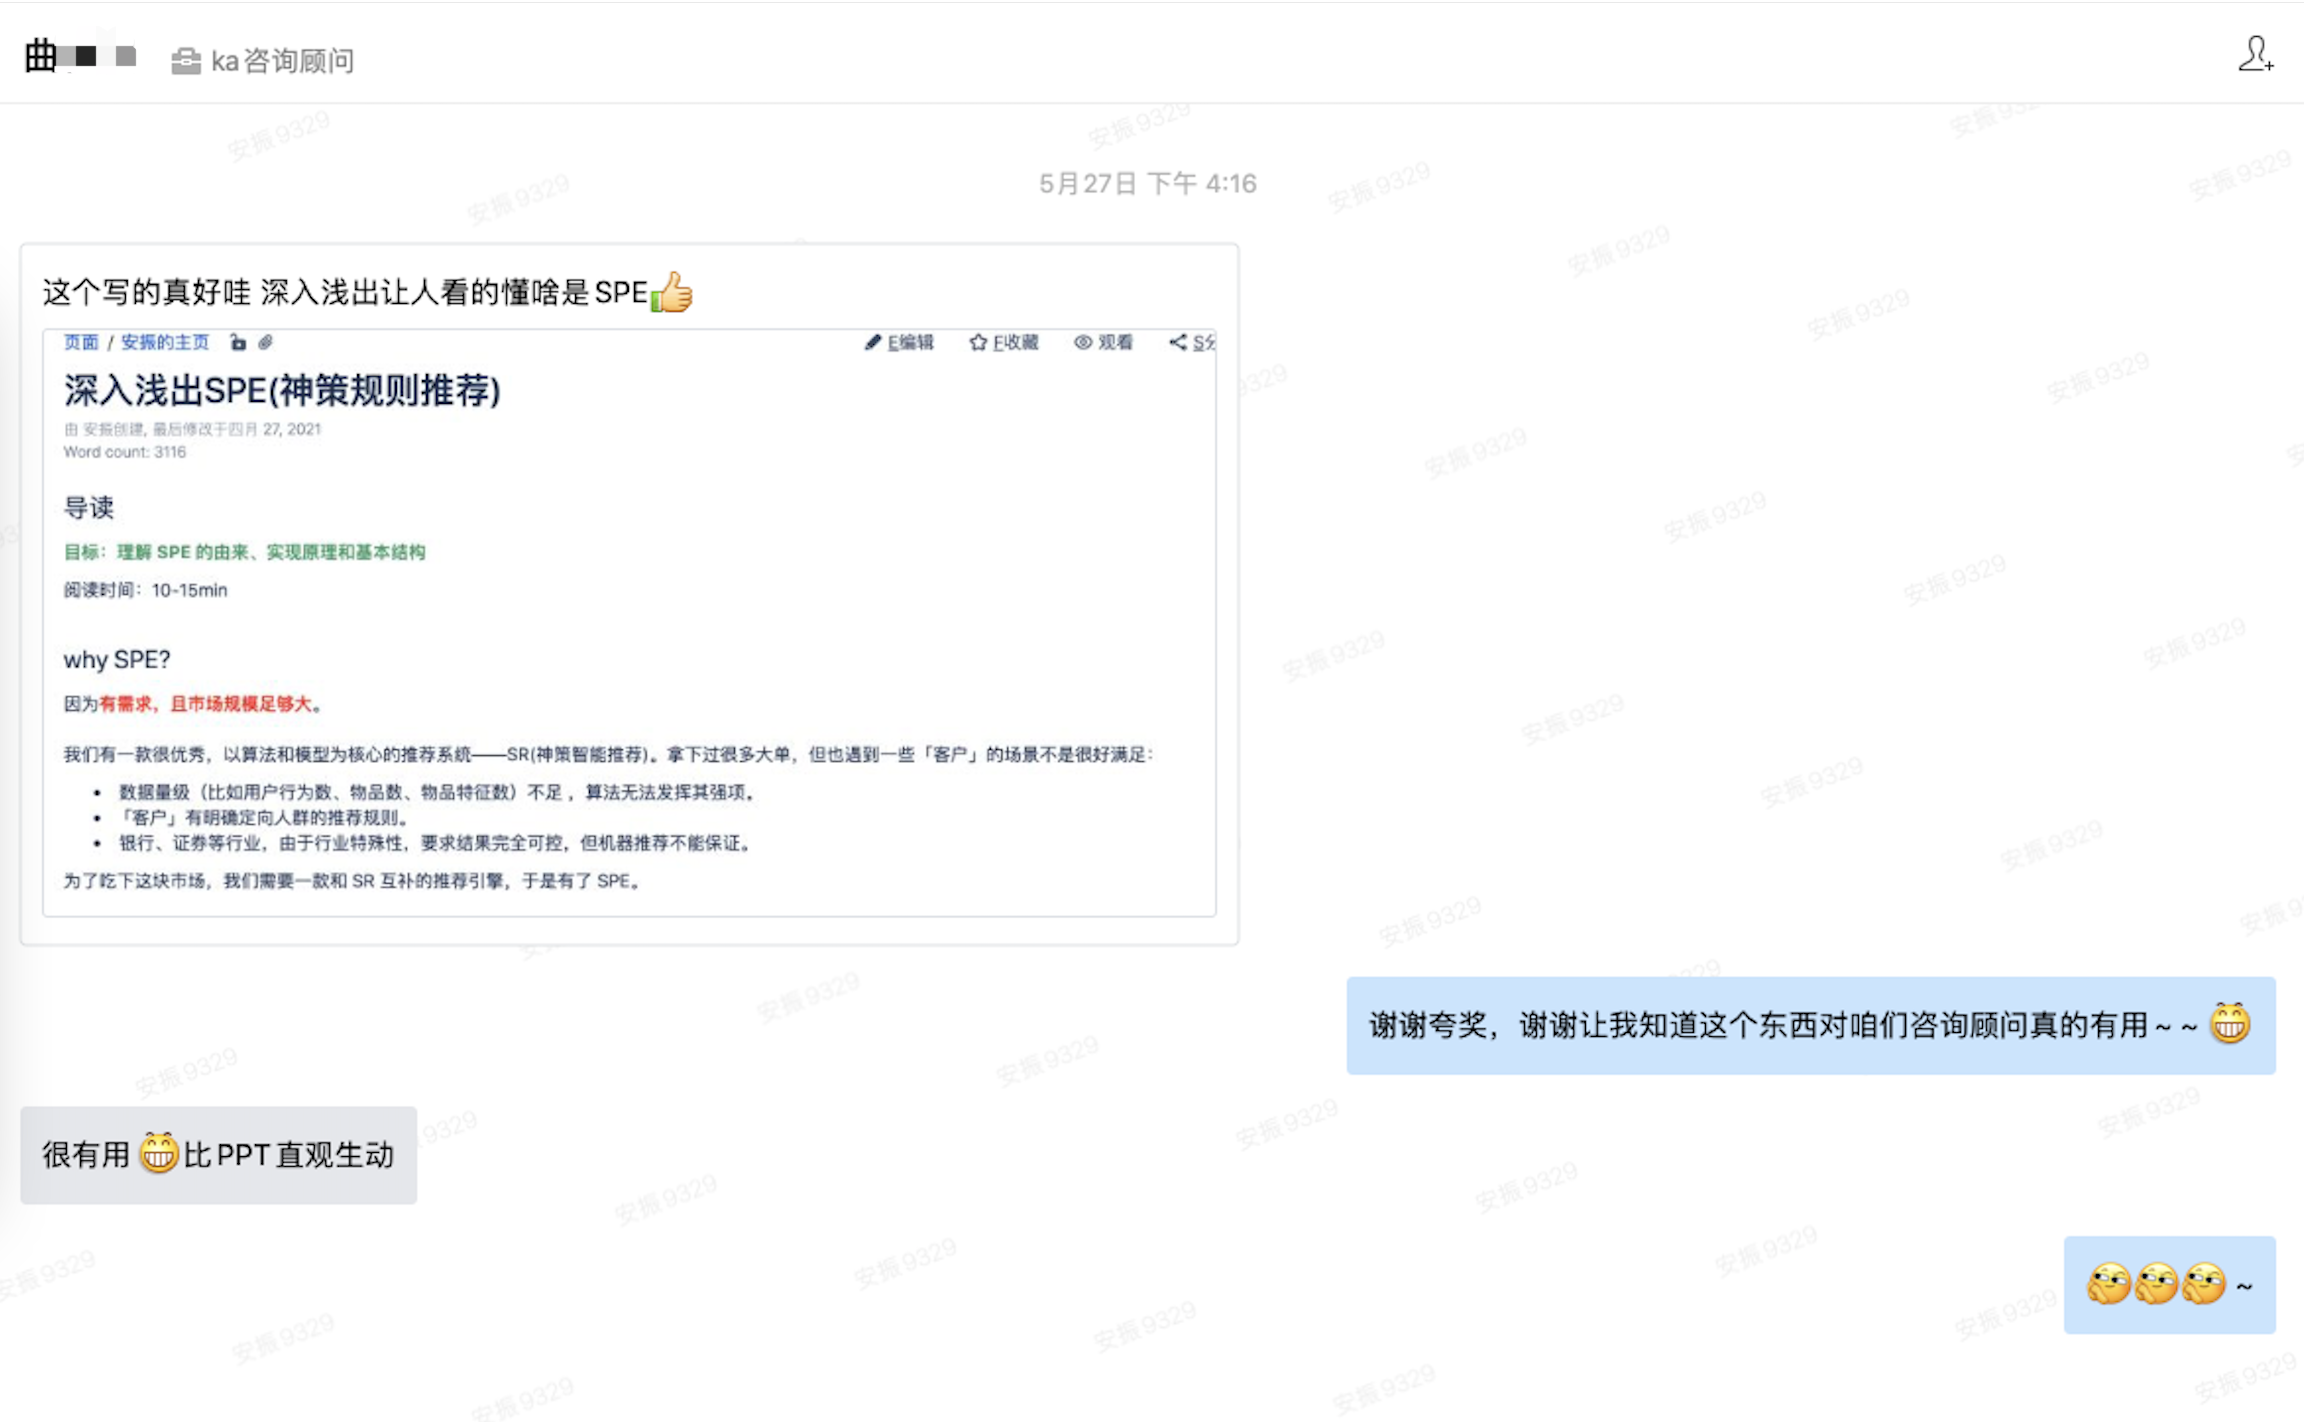 曲
ka咨询顾问
5月27日 下午 4:16
这个写的真好哇 深入浅出让人看的懂啥是SPE
页面 / 安振的主页
E编辑 F收藏 观看 S分
深入浅出SPE(神策规则推荐)
由 安振创建, 最后修改于四月 27, 2021
Word count: 3116
导读
目标：理解 SPE 的由来、实现原理和基本结构
阅读时间：10-15min
why SPE?
因为有需求，且市场规模足够大。
我们有一款很优秀，以算法和模型为核心的推荐系统——SR(神策智能推荐)。拿下过很多大单，但也遇到一些「客户」的场景不是很好满足：
• 数据量级（比如用户行为数、物品数、物品特征数）不足 ，算法无法发挥其强项。
• 「客户」有明确定向人群的推荐规则。
• 银行、证券等行业，由于行业特殊性，要求结果完全可控，但机器推荐不能保证。
为了吃下这块市场，我们需要一款和 SR 互补的推荐引擎，于是有了 SPE。
谢谢夸奖，谢谢让我知道这个东西对咱们咨询顾问真的有用~ ~
很有用 比PPT直观生动
~
安振9329